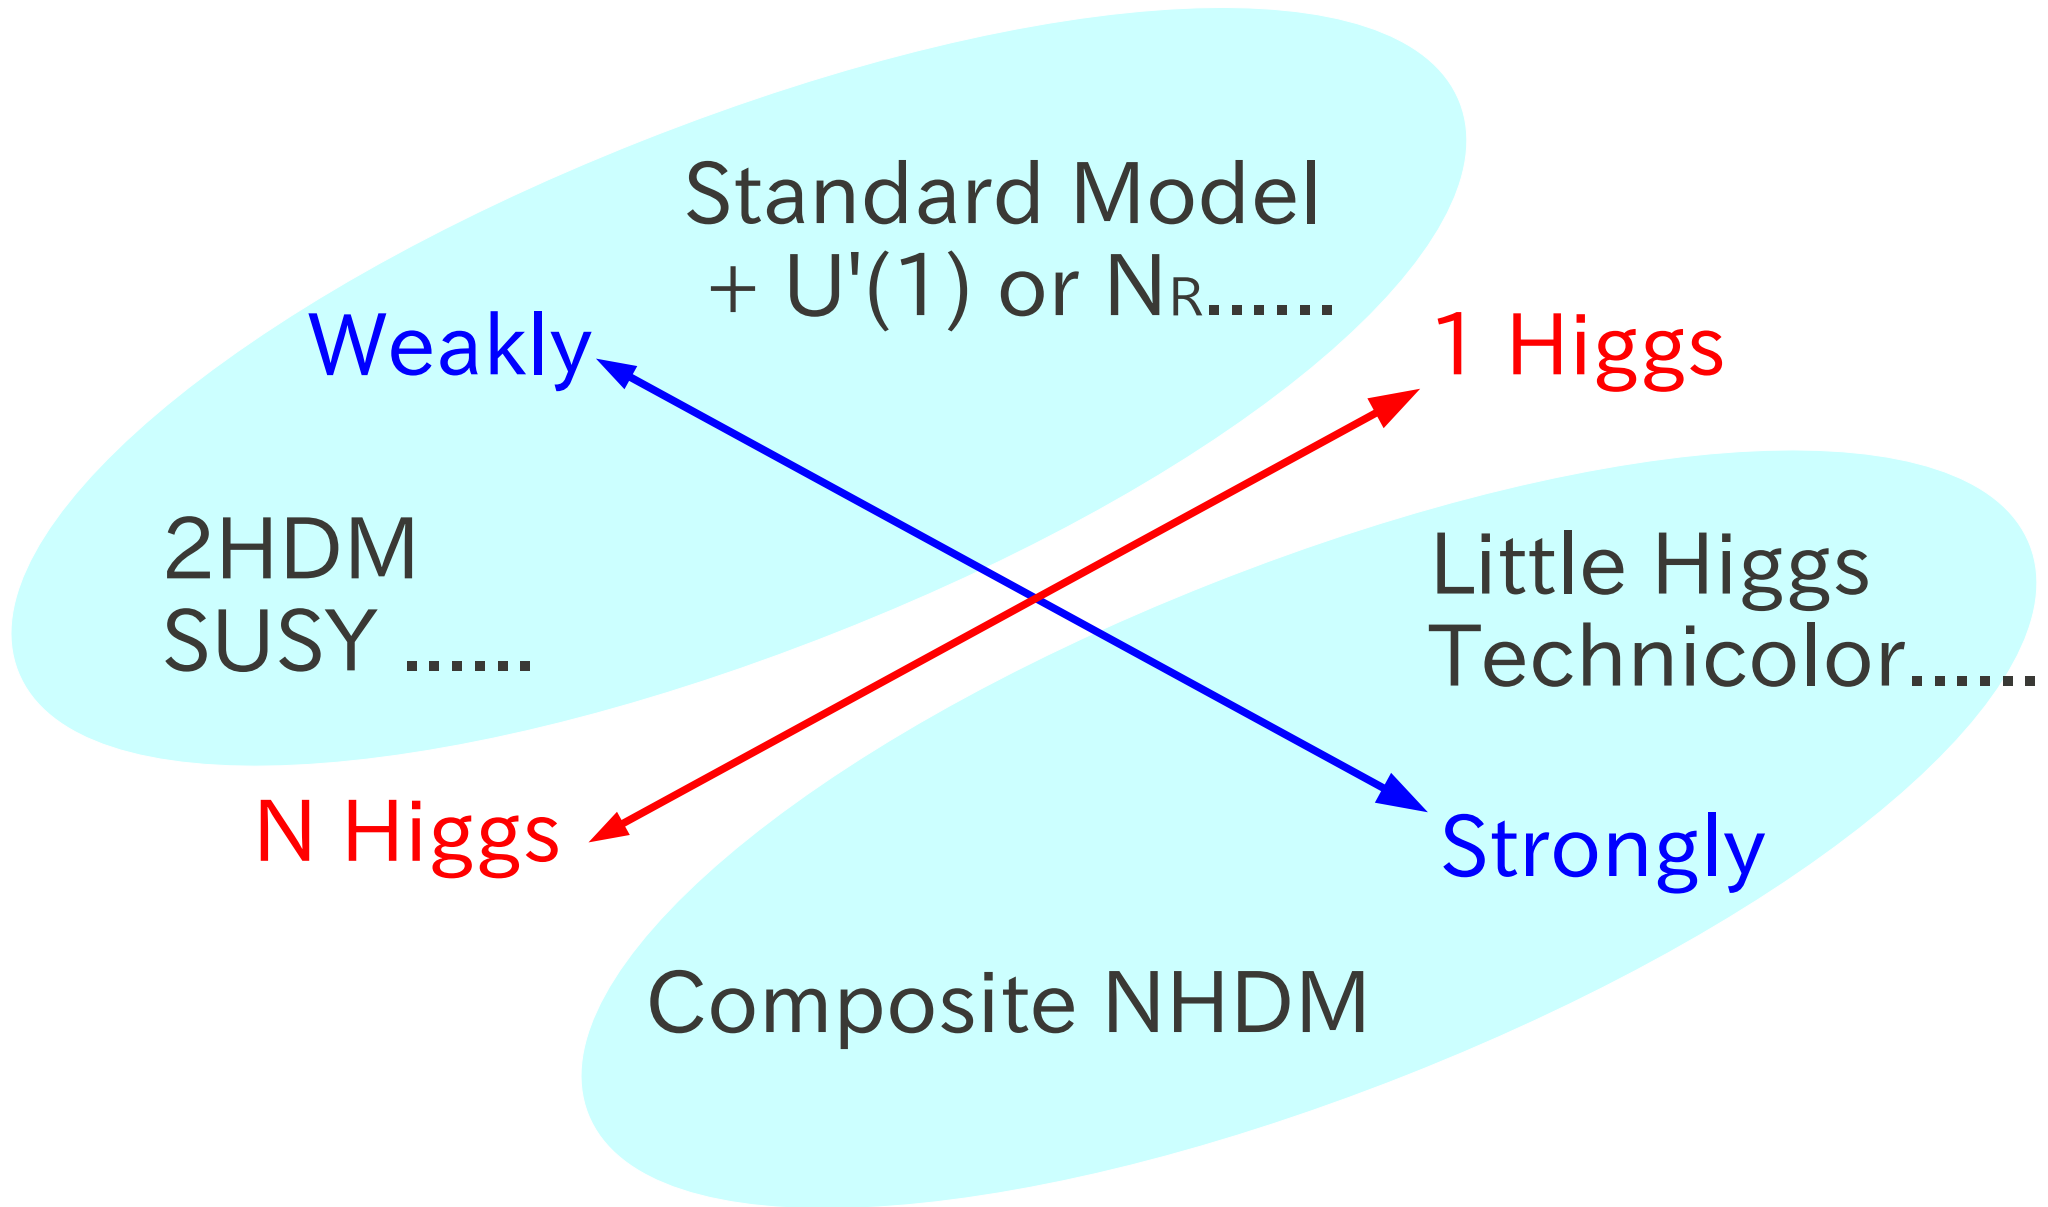 Standard Model
+ U'(1) or NR......
Weakly
1 Higgs
2HDM
SUSY ......
Little Higgs
Technicolor......
N Higgs
Strongly
Composite NHDM